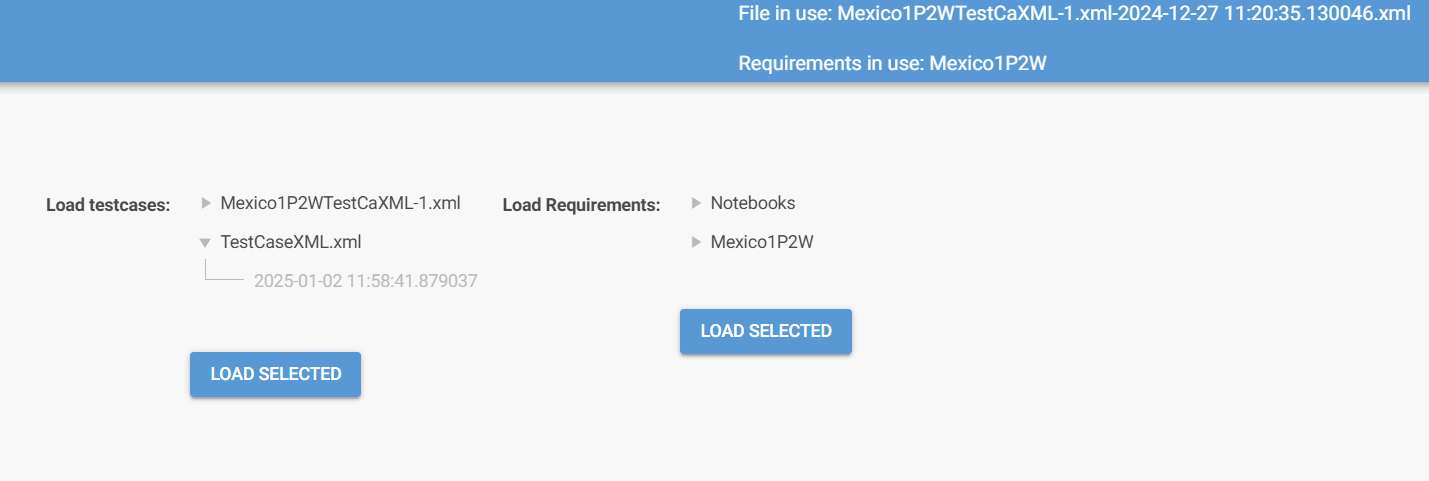 File in use: Mexico1P2WTestCaXML-1.xml-2024-12-27 11:20:35.130046.xml
Requirements in use: Mexico1P2W
Load testcases:
Mexico1P2WTestCaXML-1.xml
TestCaseXML.xml
2025-01-02 11:58:41.879037
LOAD SELECTED
Load Requirements:
Notebooks
Mexico1P2W
LOAD SELECTED